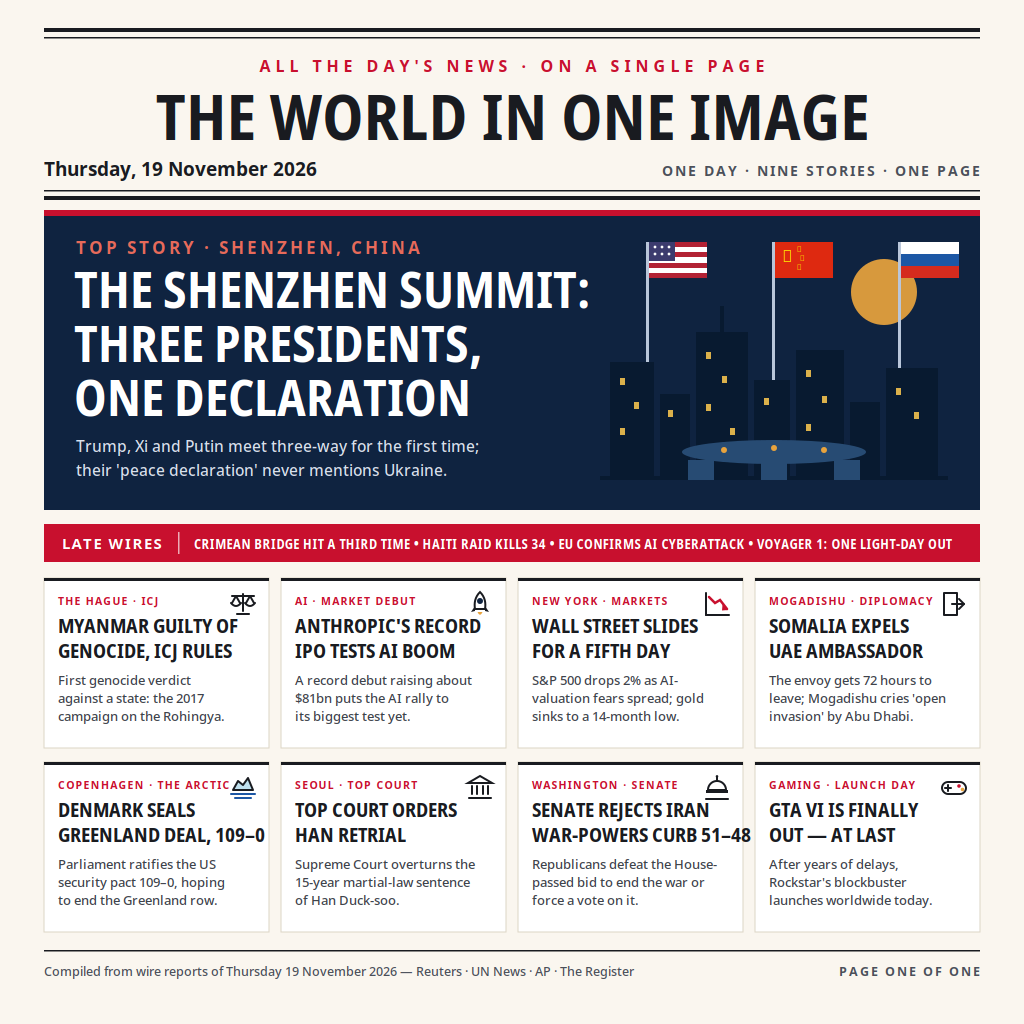 ALL THE DAY'S NEWS · ON A SINGLE PAGE
THE WORLD IN ONE IMAGE
Thursday, 19 November 2026
ONE DAY · NINE STORIES · ONE PAGE
TOP STORY · SHENZHEN, CHINA
THE SHENZHEN SUMMIT:
THREE PRESIDENTS,
ONE DECLARATION
Trump, Xi and Putin meet three-way for the first time;
their 'peace declaration' never mentions Ukraine.
LATE WIRES
CRIMEAN BRIDGE HIT A THIRD TIME • HAITI RAID KILLS 34 • EU CONFIRMS AI CYBERATTACK • VOYAGER 1: ONE LIGHT-DAY OUT
THE HAGUE · ICJ
MYANMAR GUILTY OF
GENOCIDE, ICJ RULES
First genocide verdict
against a state: the 2017
campaign on the Rohingya.
AI · MARKET DEBUT
ANTHROPIC'S RECORD
IPO TESTS AI BOOM
A record debut raising about
$81bn puts the AI rally to
its biggest test yet.
NEW YORK · MARKETS
WALL STREET SLIDES
FOR A FIFTH DAY
S&P 500 drops 2% as AI-
valuation fears spread; gold
sinks to a 14-month low.
MOGADISHU · DIPLOMACY
SOMALIA EXPELS
UAE AMBASSADOR
The envoy gets 72 hours to
leave; Mogadishu cries 'open
invasion' by Abu Dhabi.
COPENHAGEN · THE ARCTIC
DENMARK SEALS
GREENLAND DEAL, 109–0
Parliament ratifies the US
security pact 109–0, hoping
to end the Greenland row.
SEOUL · TOP COURT
TOP COURT ORDERS
HAN RETRIAL
Supreme Court overturns the
15-year martial-law sentence
of Han Duck-soo.
WASHINGTON · SENATE
SENATE REJECTS IRAN
WAR-POWERS CURB 51–48
Republicans defeat the House-
passed bid to end the war or
force a vote on it.
GAMING · LAUNCH DAY
GTA VI IS FINALLY
OUT — AT LAST
After years of delays,
Rockstar's blockbuster
launches worldwide today.
Compiled from wire reports of Thursday 19 November 2026 — Reuters · UN News · AP · The Register
PAGE ONE OF ONE